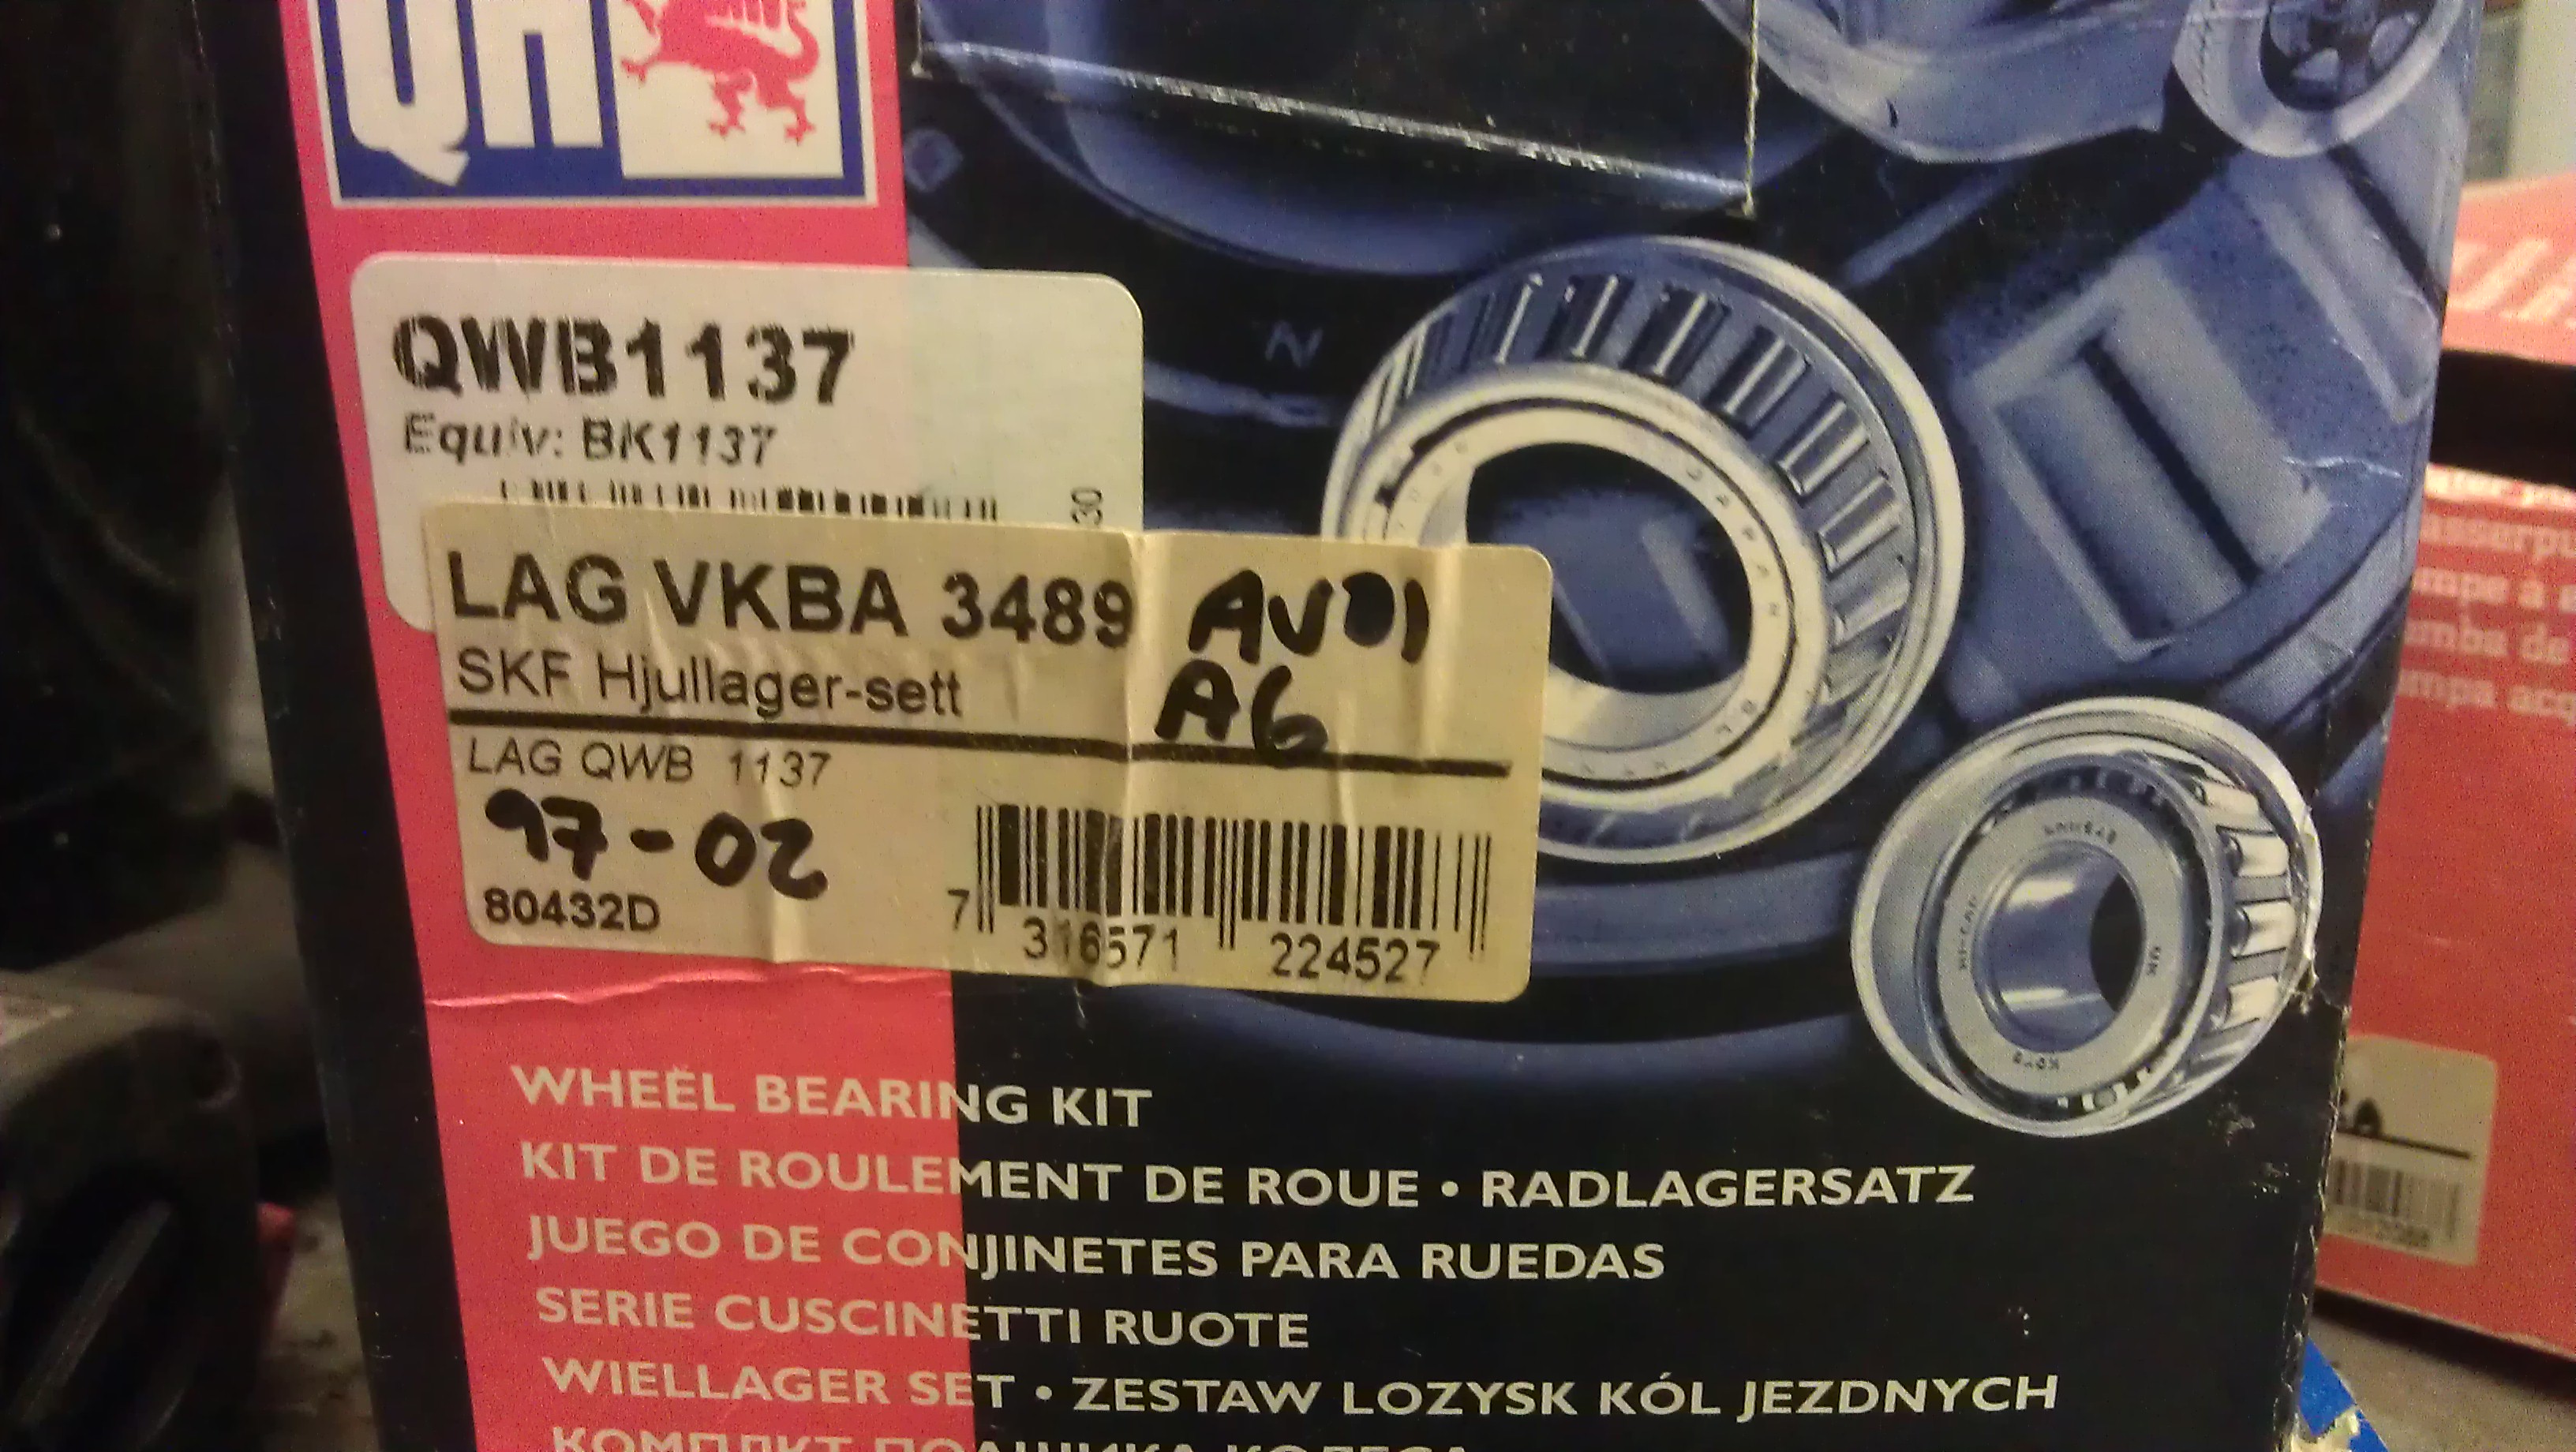 QH
QWB1137
Equiv: BK1137
30
LAG VKBA 3489 AUDI
SKF Hjullager-sett A6
LAG QWB 1137
97-02
80432D
7 316571 224527
WHEEL BEARING KIT
KIT DE ROULEMENT DE ROUE • RADLAGERSATZ
JUEGO DE CONJINETES PARA RUEDAS
SERIE CUSCINETTI RUOTE
WIELLAGER SET • ZESTAW LOZYSK KÓL JEZDNYCH